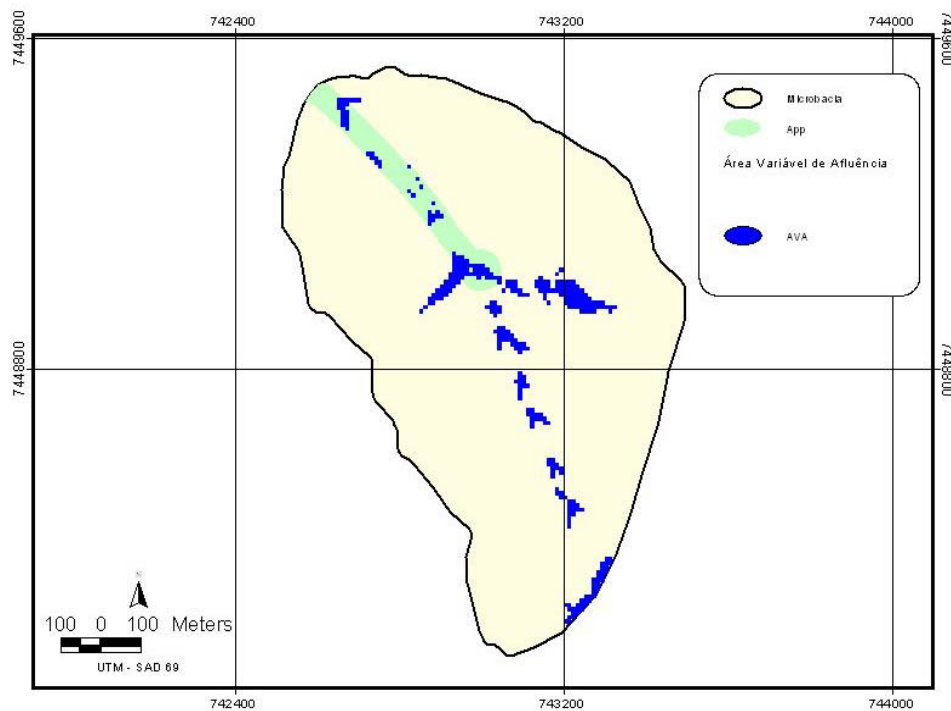 742400 743200 744000
7449600 7449600
Microbacia
App
Área Variável de Afluência
AVA
7448800 7448800
N
100 0 100 Meters
UTM - SAD 69
742400 743200 744000